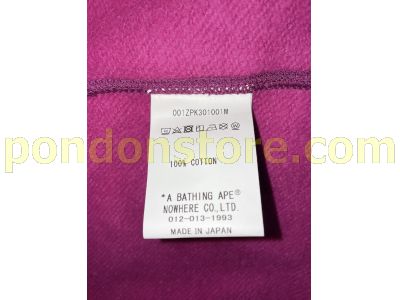 001ZPK301001M
pondonstore.com
100% COTTON
*A BATHING APE®
NOWHERE CO.,LTD.
012-013-1993
MADE IN JAPAN